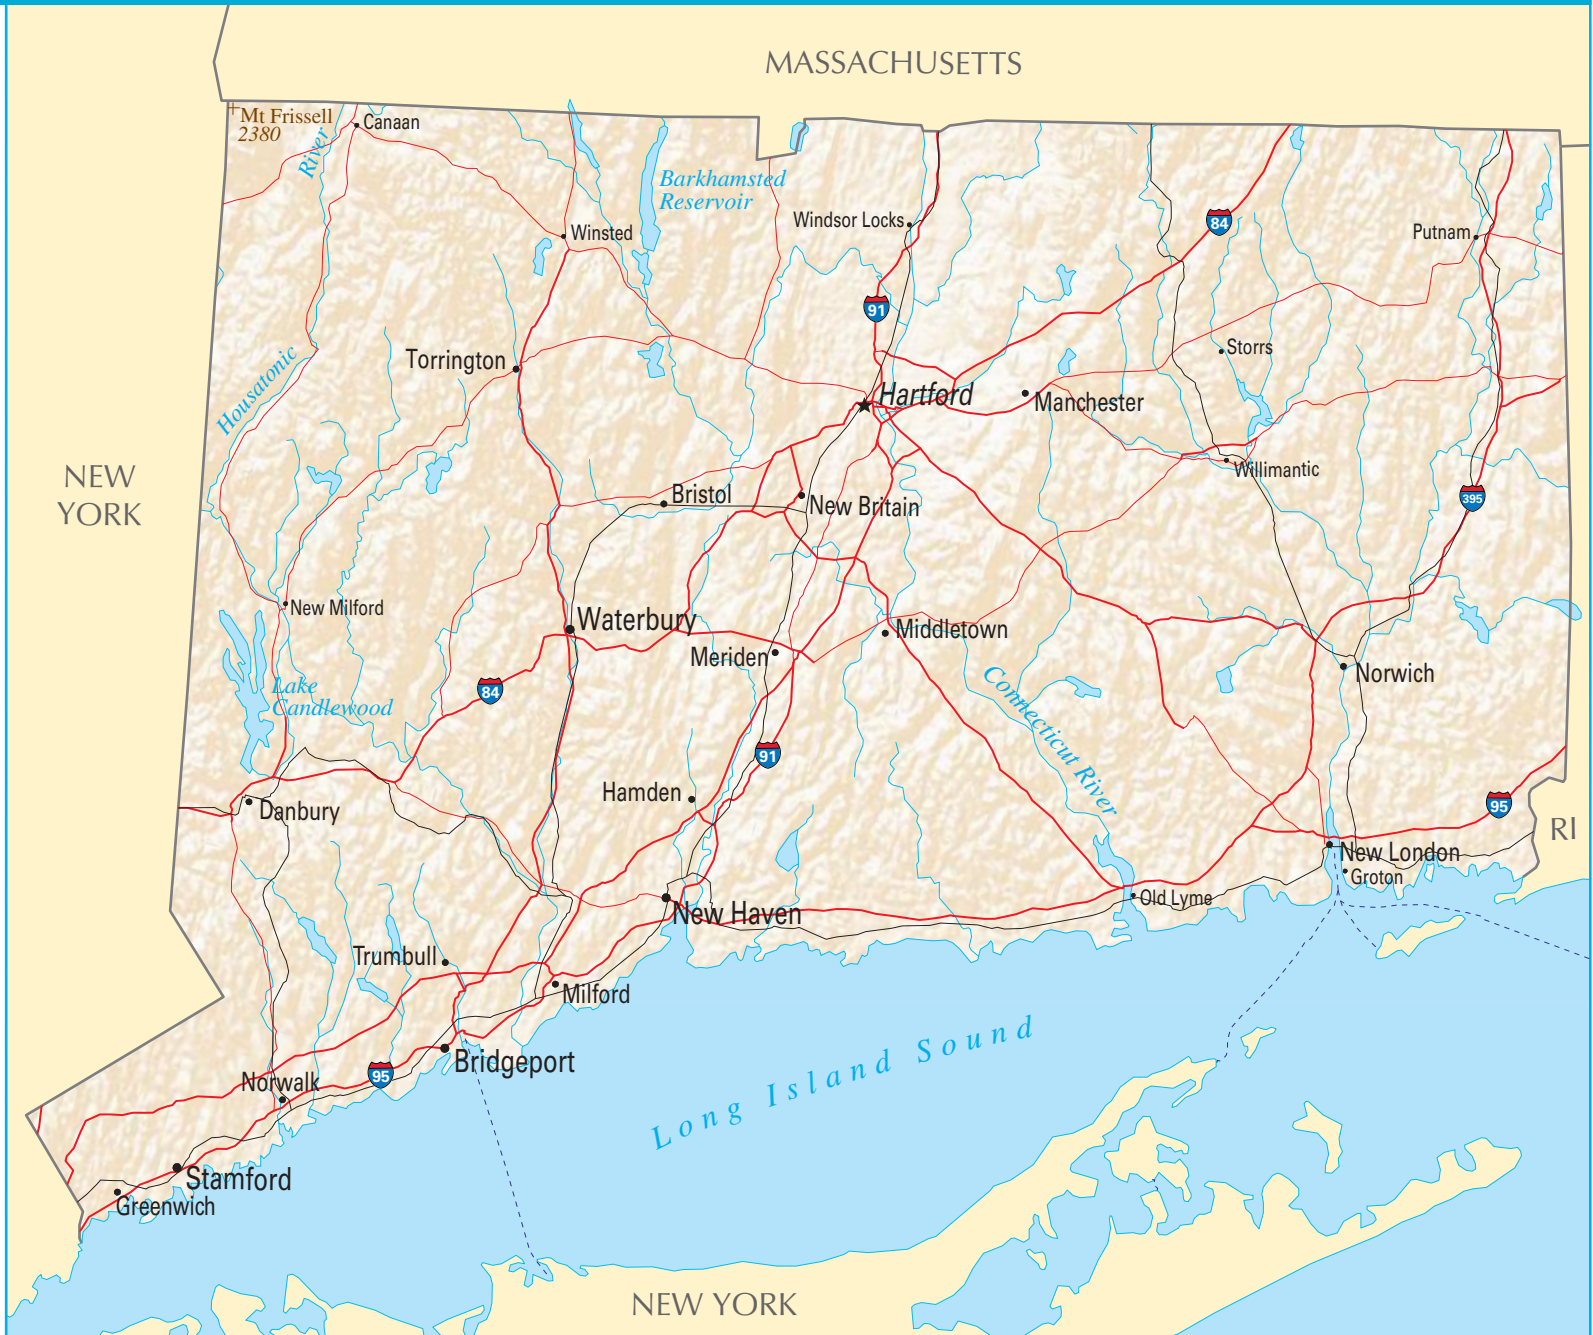 MASSACHUSETTS
Mt Frissell
2380
Canaan
River
Barkhamsted
Reservoir
Windsor Locks
84
Winsted
Putnam
91
Housatonic
Storrs
Torrington
Hartford
Manchester
NEW
YORK
Willimantic
Bristol
New Britain
395
New Milford
Waterbury
Middletown
Meriden
Norwich
Lake
Candlewood
84
Connecticut River
91
Hamden
Danbury
95
RI
New London
Groton
Old Lyme
New Haven
Trumbull
Milford
Long Island Sound
Bridgeport
95
Norwalk
Stamford
Greenwich
NEW YORK